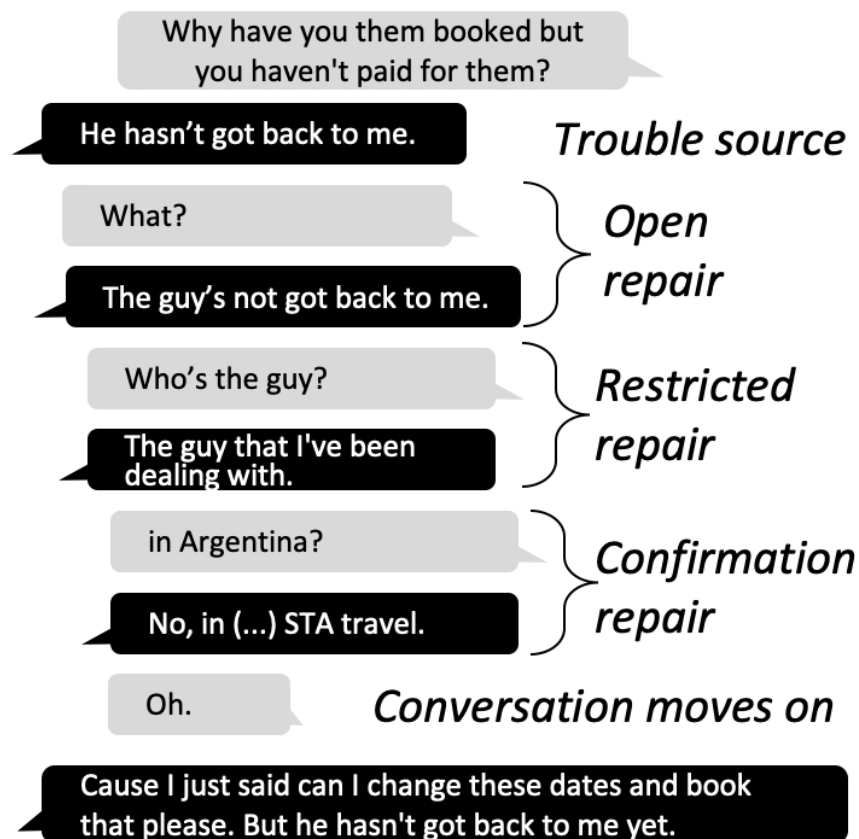 Why have you them booked but
you haven't paid for them?
He hasn’t got back to me.
Trouble source
What?
The guy’s not got back to me.
Open
repair
Who’s the guy?
The guy that I've been
dealing with.
Restricted
repair
in Argentina?
No, in (...) STA travel.
Confirmation
repair
Oh.
Conversation moves on
Cause I just said can I change these dates and book
that please. But he hasn't got back to me yet.